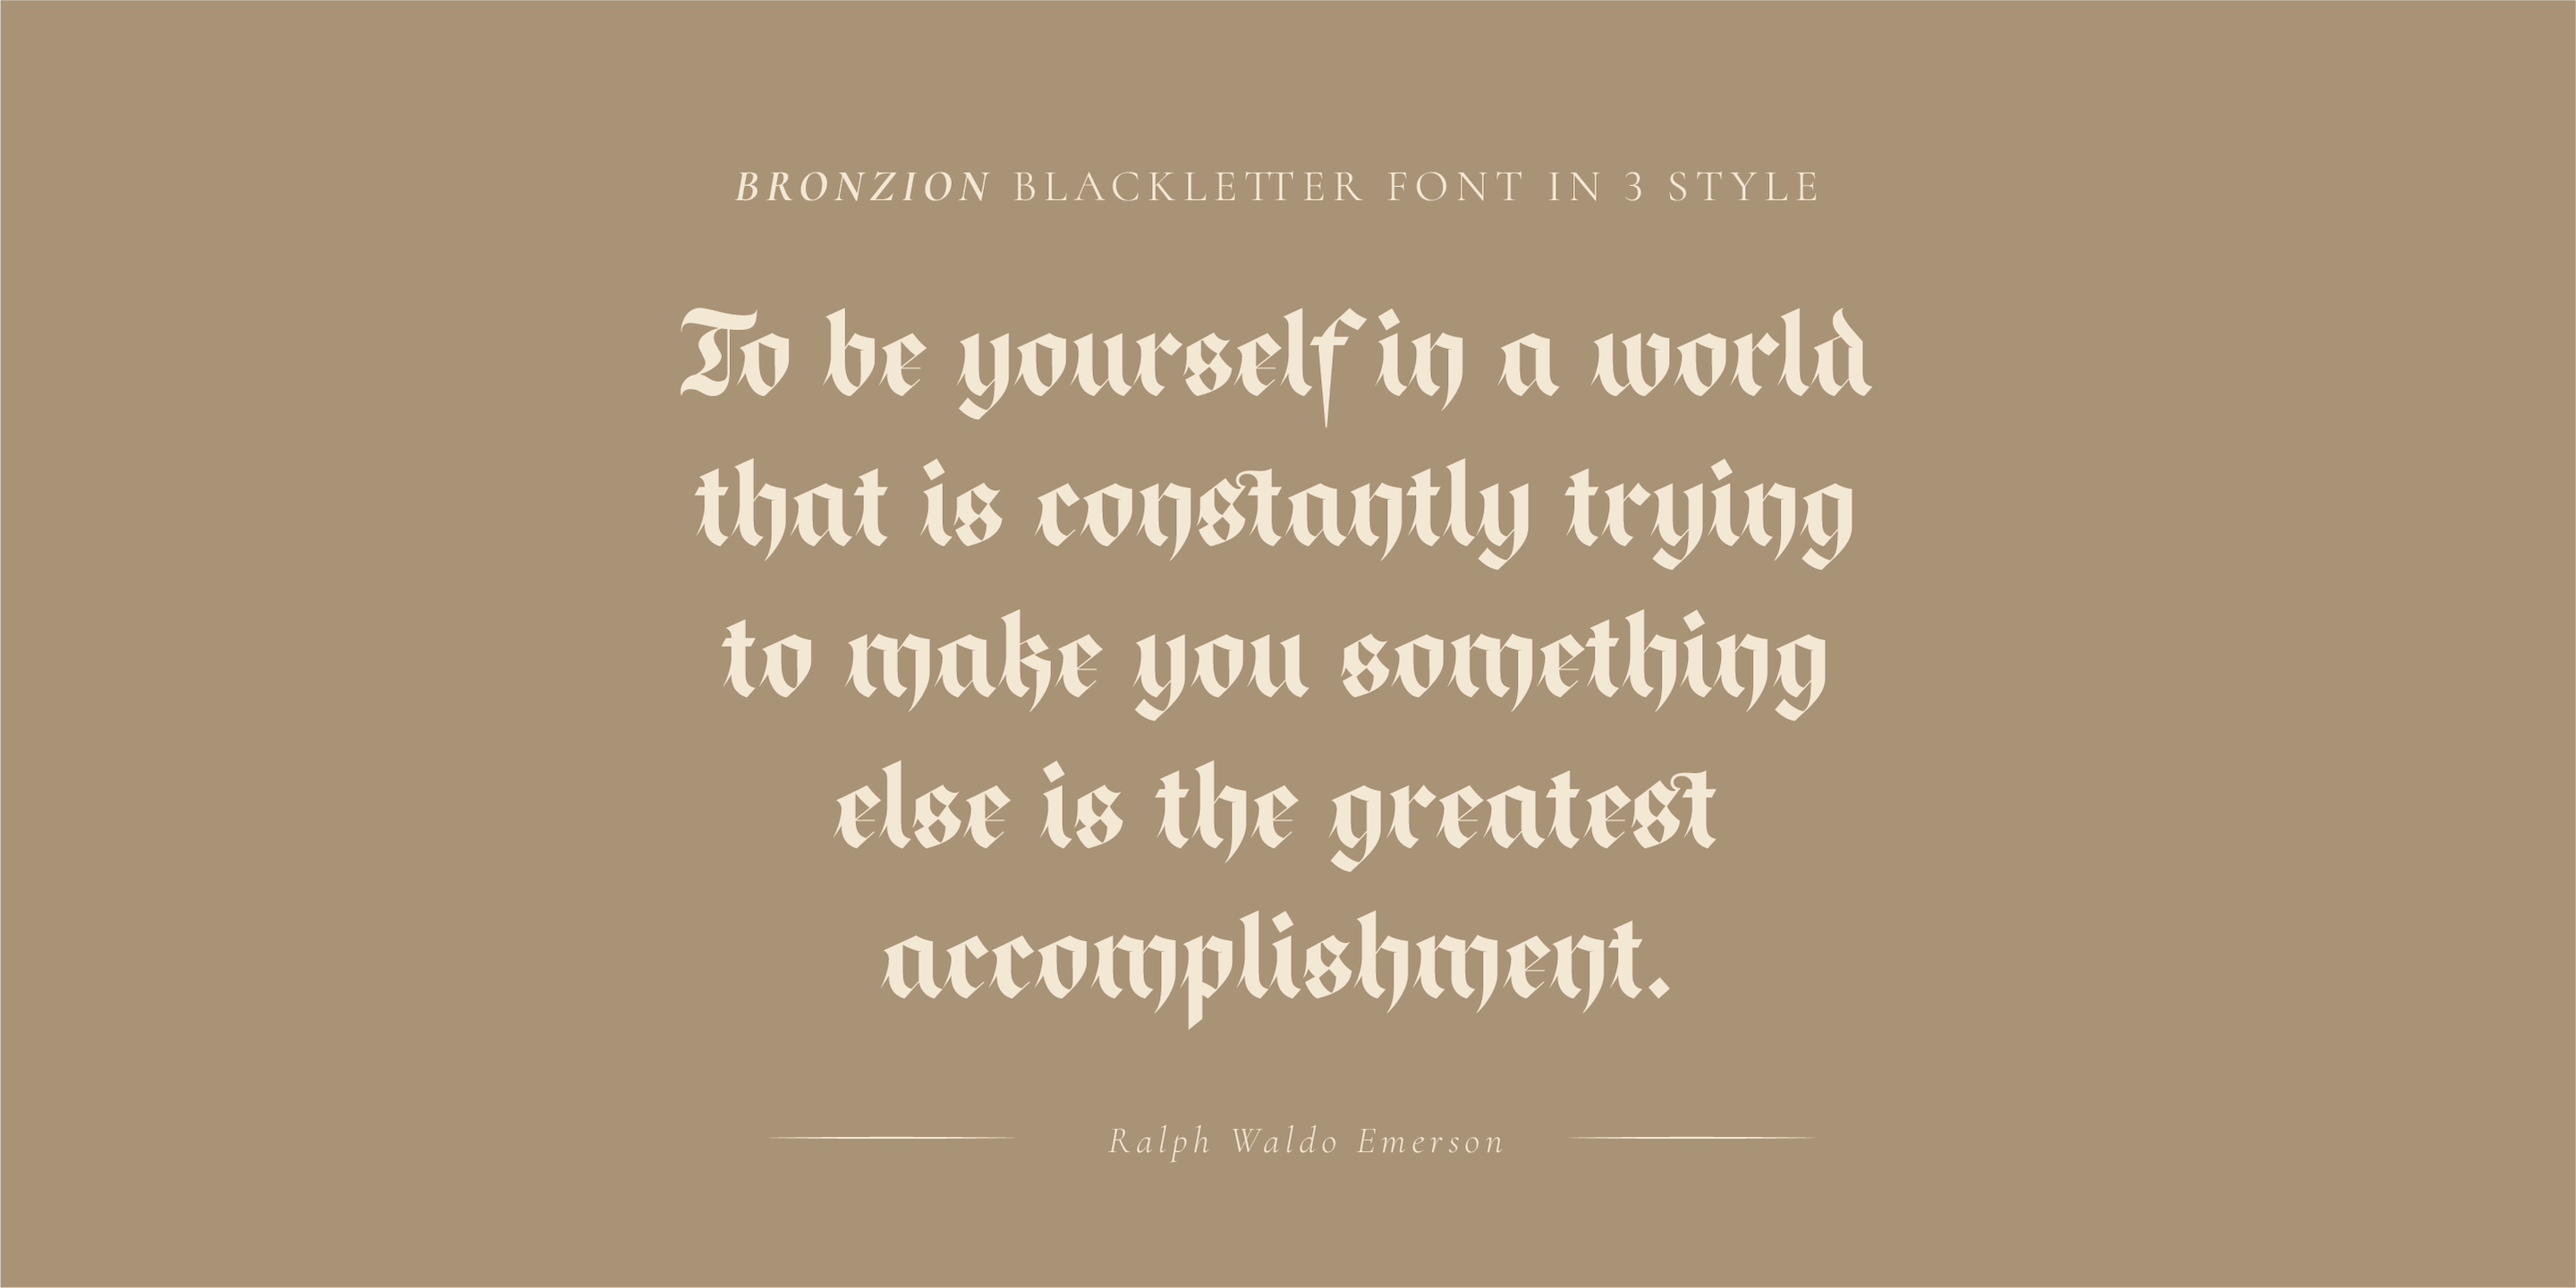 BRONZION BLACKLETTER FONT IN 3 STYLE
To be yourself in a world
that is constantly trying
to make you something
else is the greatest
accomplishment.
Ralph Waldo Emerson